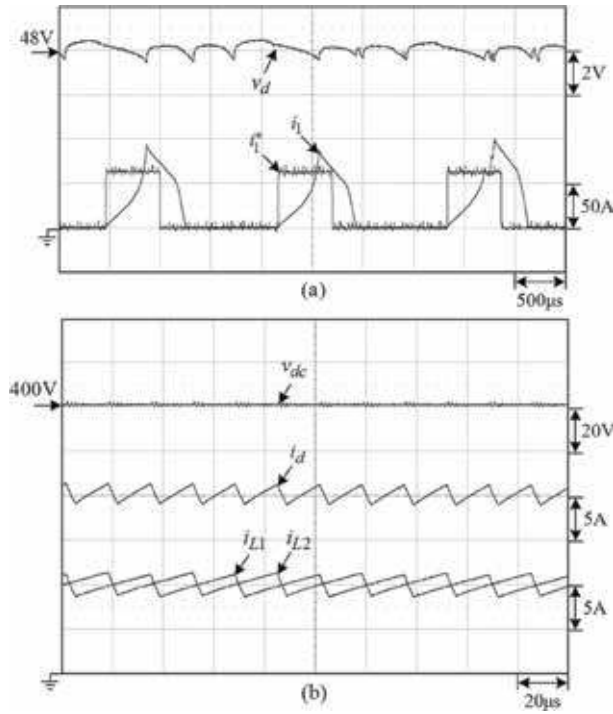 48V
2V
v_d
i_1^*
i_1
50A
(a)
500μs
400V
v_dc
20V
i_d
5A
i_L1
i_L2
5A
(b)
20μs